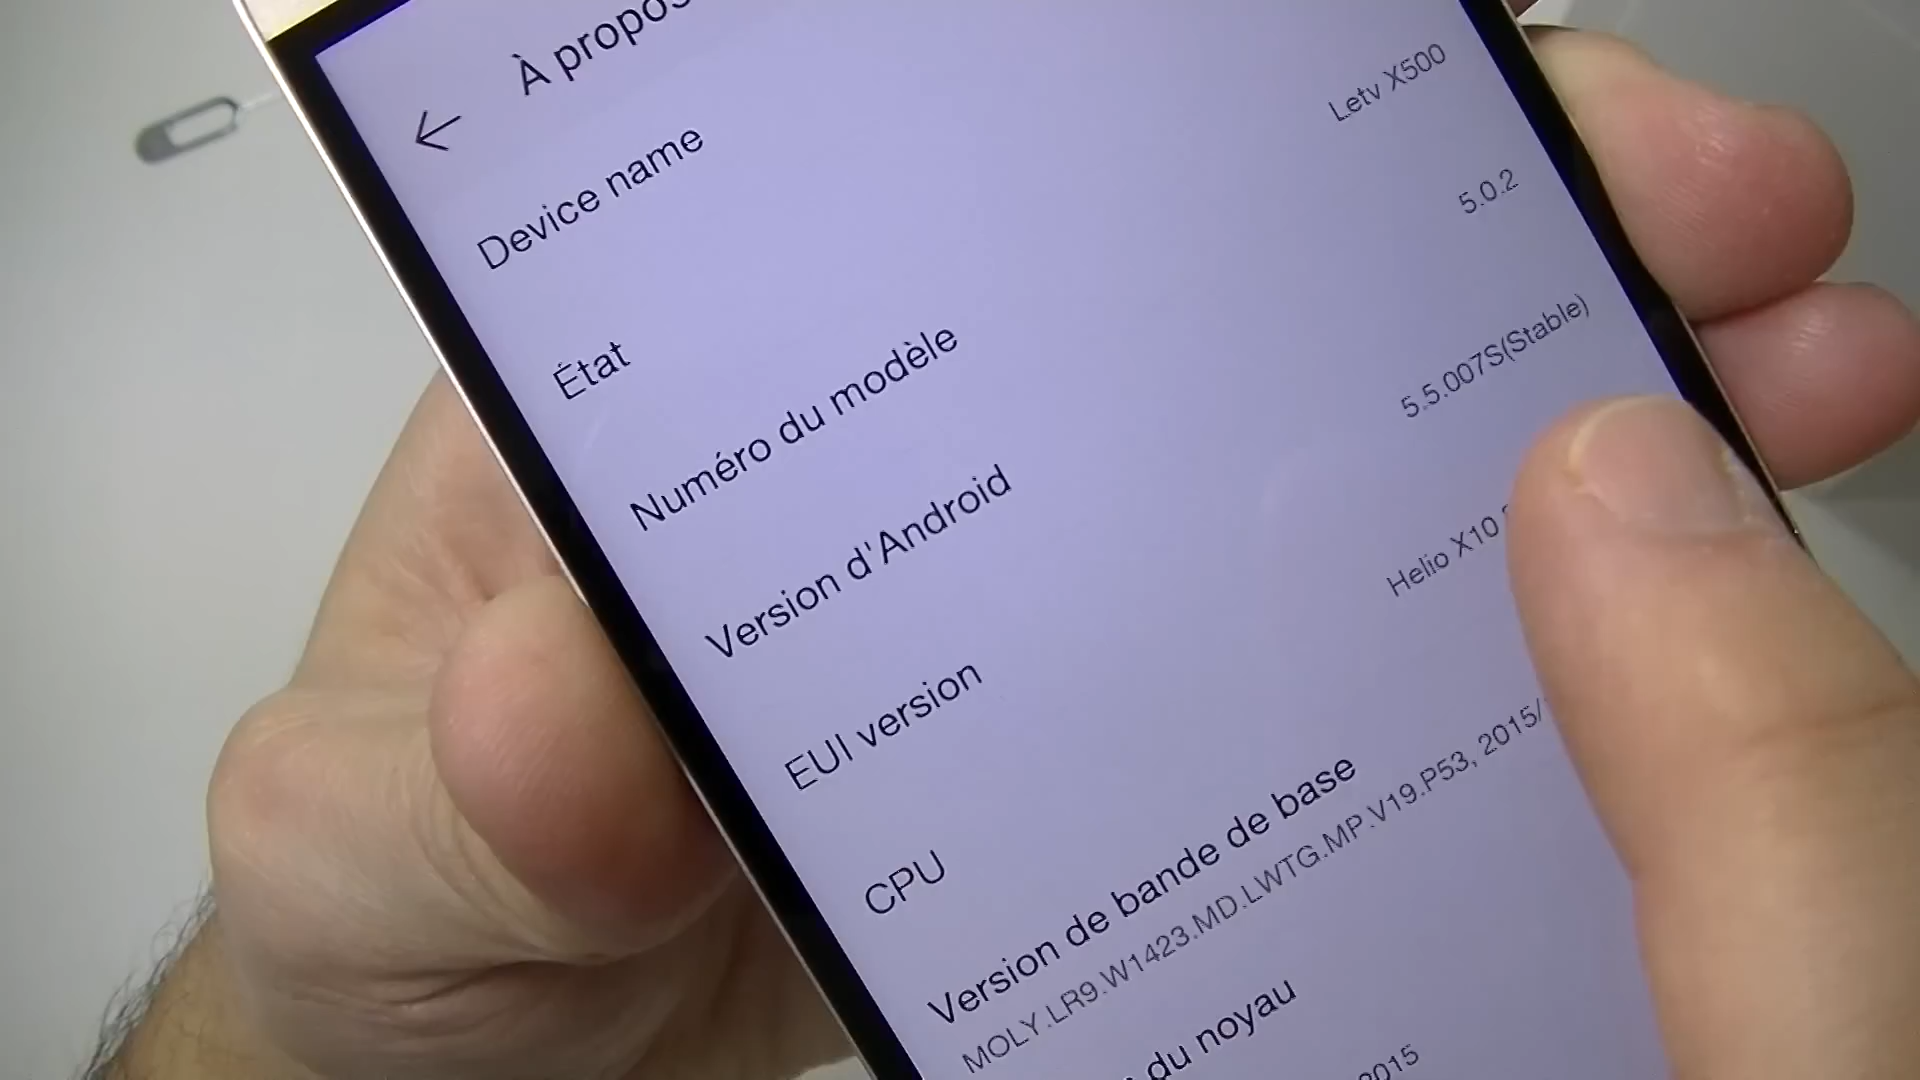 À propos
Device name
État
Numéro du modèle Letv X500
Version d'Android 5.0.2
EUI version 5.5.007S(Stable)
CPU Helio X10
Version de bande de base
MOLY.LR9.W1423.MD.LWTG.MP.V19.P53, 2015/
du noyau
2015